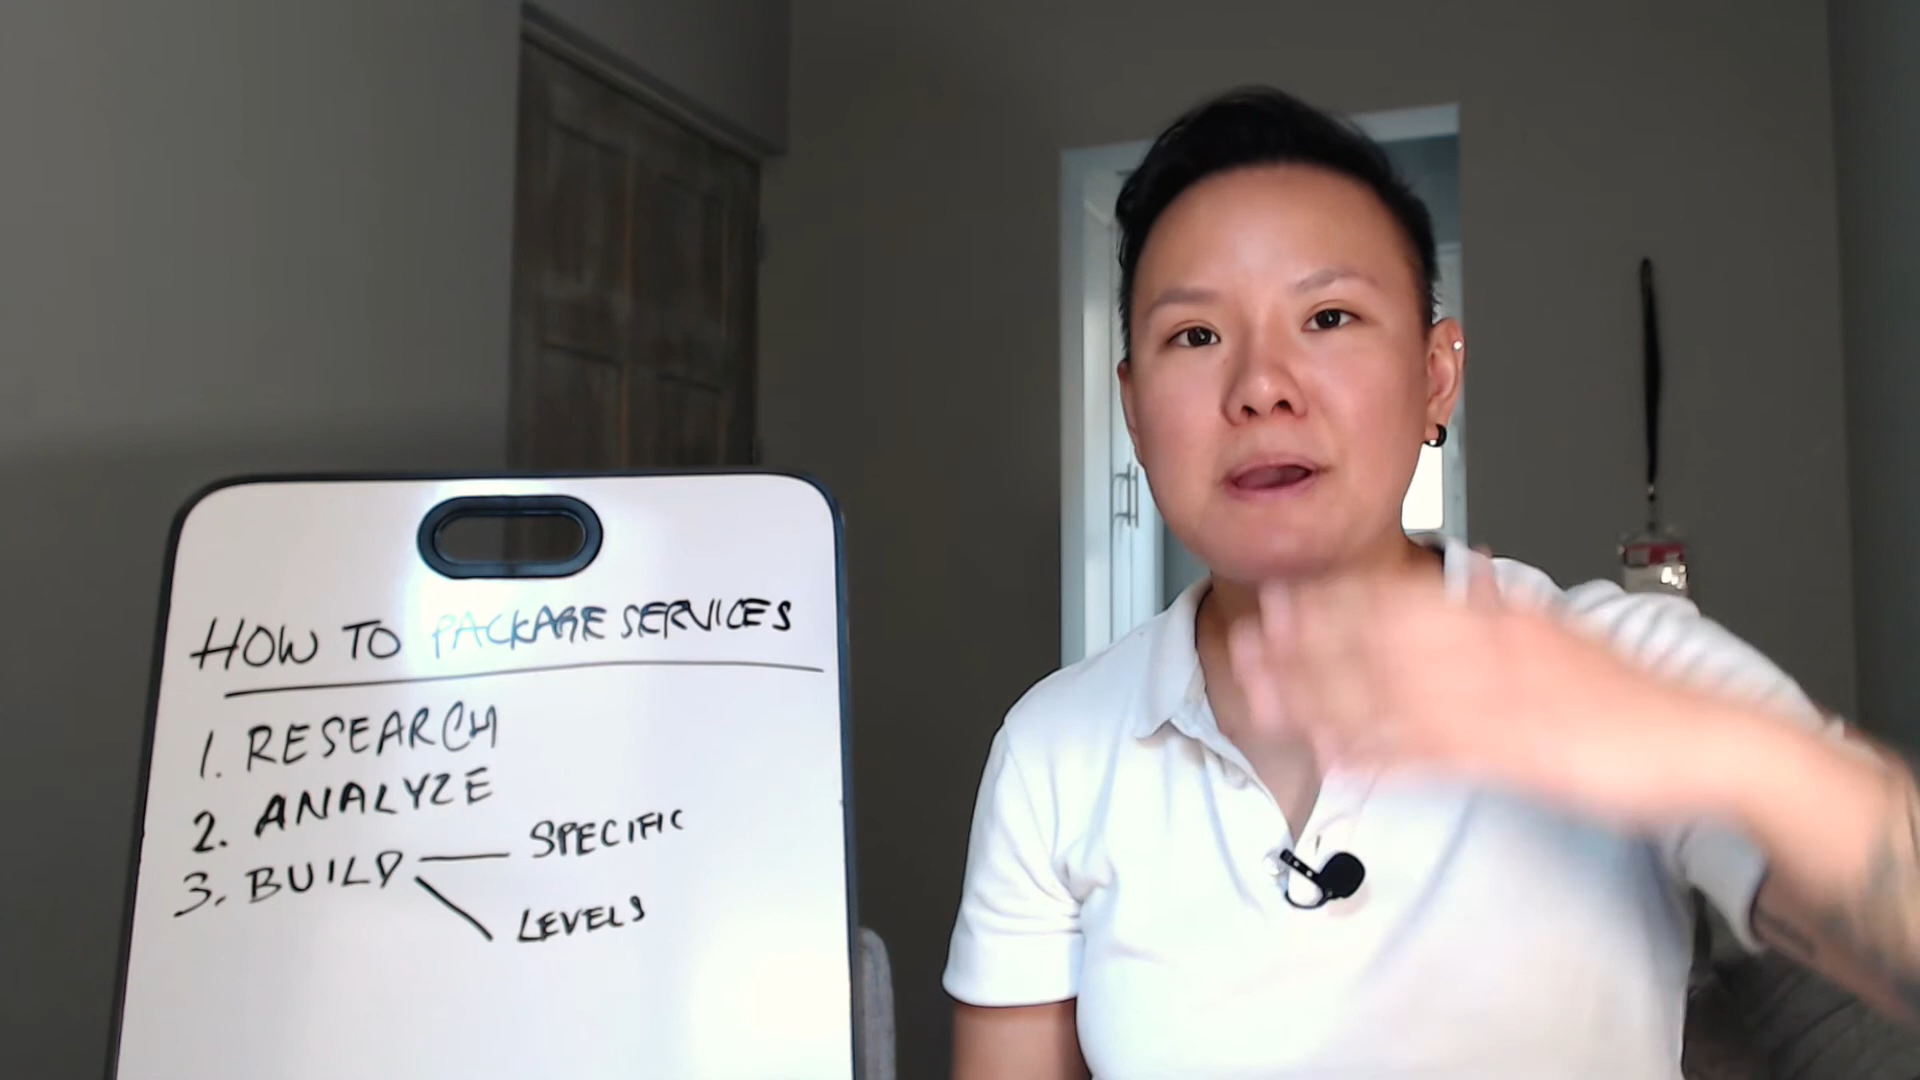 HOW TO PACKAGE SERVICES
1. RESEARCH
2. ANALYZE
3. BUILD — SPECIFIC
LEVELS